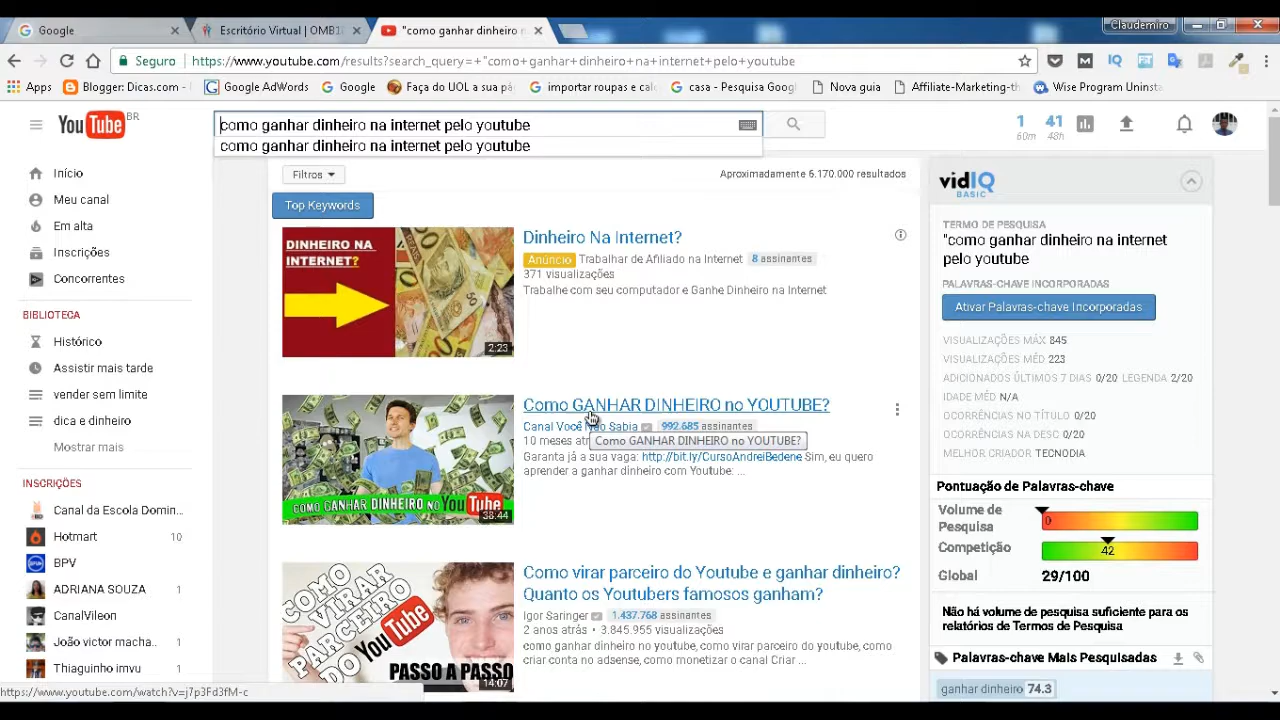 Google
Escritório Virtual | OMB1
"como ganhar dinheiro n
Claudemiro
Seguro
https://www.youtube.com/results?search_query=+"como+ganhar+dinheiro+na+internet+pelo+youtube
Apps
Blogger: Dicas.com -
Google AdWords
Google
Faça do UOL a sua pá
importar roupas e calç
casa - Pesquisa Goog
Nova guia
Affiliate-Marketing-th
Wise Program Uninsta
YouTube BR
como ganhar dinheiro na internet pelo youtube
como ganhar dinheiro na internet pelo youtube
1
60m
41
48h
Início
Meu canal
Em alta
Inscrições
Concorrentes
BIBLIOTECA
Histórico
Assistir mais tarde
vender sem limite
dica e dinheiro
Mostrar mais
INSCRIÇÕES
Canal da Escola Domin...
Hotmart 10
BPV
ADRIANA SOUZA 1
CanalVileon
João victor macha... 1
Thiaguinho imvu 1
https://www.youtube.com/watch?v=j7p3Fd3fM-c
Filtros
Aproximadamente 6.170.000 resultados
Top Keywords
DINHEIRO NA
INTERNET?
2:23
Dinheiro Na Internet?
Anúncio Trabalhar de Afiliado na Internet 8 assinantes
371 visualizações
Trabalhe com seu computador e Ganhe Dinheiro na Internet
COMO GANHAR DINHEIRO NO YouTube
38:44
Como GANHAR DINHEIRO no YOUTUBE?
Canal Você Não Sabia 992.685 assinantes
10 meses atr
Como GANHAR DINHEIRO no YOUTUBE?
Garanta já a sua vaga: http://bit.ly/CursoAndreiBedene Sim, eu quero
aprender a ganhar dinheiro com Youtube: ...
COMO
VIRAR
PARCEIRO
DO YouTube
PASSO A PASSO
14:07
Como virar parceiro do Youtube e ganhar dinheiro?
Quanto os Youtubers famosos ganham?
Igor Saringer 1.437.768 assinantes
2 anos atrás • 3.845.955 visualizações
como ganhar dinheiro no youtube, como virar parceiro do youtube, como
criar conta no adsense, como monetizar o canal Criar ...
vidIQ
BASIC
TERMO DE PESQUISA
"como ganhar dinheiro na internet
pelo youtube
PALAVRAS-CHAVE INCORPORADAS
Ativar Palavras-chave Incorporadas
VISUALIZAÇÕES MÁX 845
VISUALIZAÇÕES MÉD 223
ADICIONADOS ÚLTIMOS 7 DIAS 0/20 LEGENDA 2/20
IDADE MÉD N/A
OCORRÊNCIAS NO TÍTULO 0/20
OCORRÊNCIAS NA DESC 0/20
MELHOR CRIADOR TECNODIA
Pontuação de Palavras-chave
Volume de
Pesquisa
0
Competição
42
Global
29/100
Não há volume de pesquisa suficiente para os
relatórios de Termos de Pesquisa
Palavras-chave Mais Pesquisadas
ganhar dinheiro 74.3